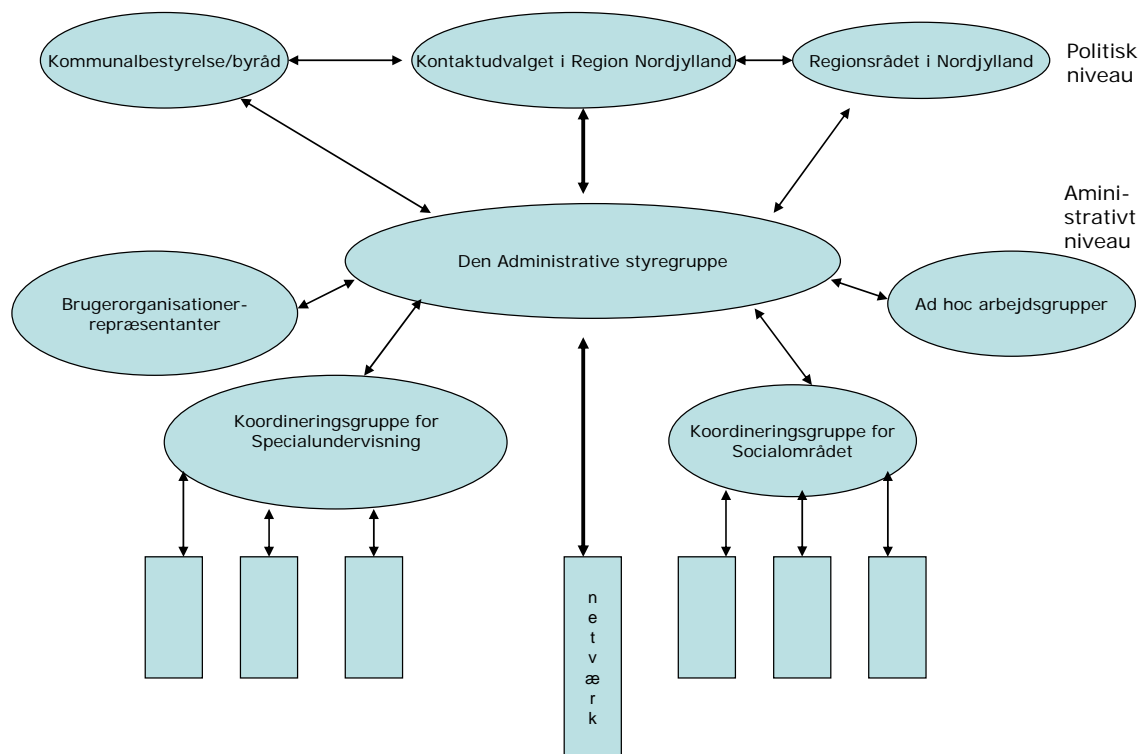 Kommunalbestyrelse/byråd
Kontaktudvalget i Region Nordjylland
Regionsrådet i Nordjylland
Politisk
niveau
Amini-
strativt
niveau
Den Administrative styregruppe
Brugerorganisationer-
repræsentanter
Ad hoc arbejdsgrupper
Koordineringsgruppe for
Specialundervisning
Koordineringsgruppe for
Socialområdet
n
e
t
v
æ
r
k